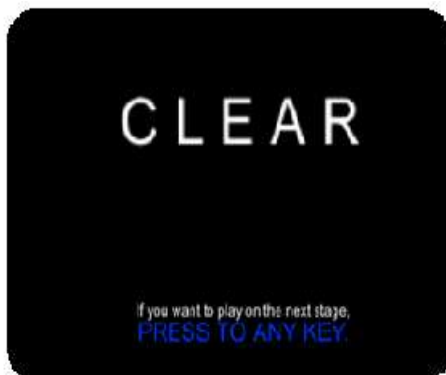 CLEAR
If you want to play on the next stage,
PRESS TO ANY KEY.